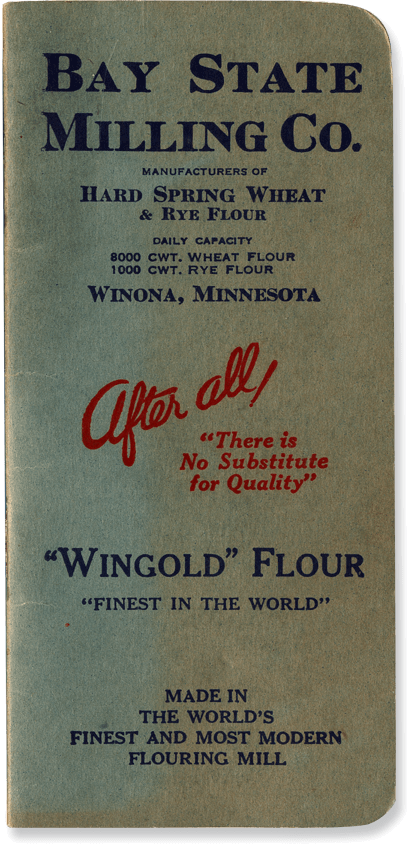 BAY STATE
MILLING CO.
MANUFACTURERS OF
HARD SPRING WHEAT
& RYE FLOUR
DAILY CAPACITY
8000 CWT. WHEAT FLOUR
1000 CWT. RYE FLOUR
WINONA, MINNESOTA
After all!
“There is
No Substitute
for Quality”
“WINGOLD” FLOUR
“FINEST IN THE WORLD”
MADE IN
THE WORLD'S
FINEST AND MOST MODERN
FLOURING MILL